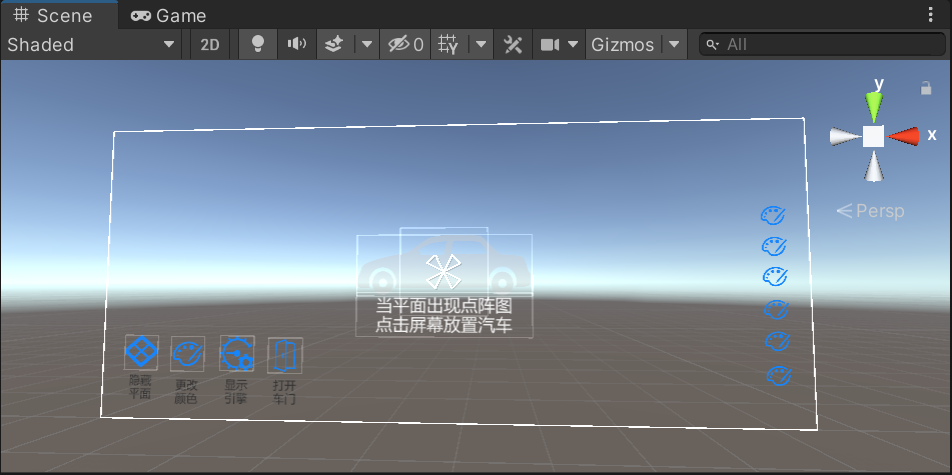 Scene Game
Shaded 2D 0 Gizmos All
y
x
Persp
当平面出现点阵图
点击屏幕放置汽车
隐藏 更改 显示 打开
平面 颜色 引擎 车门